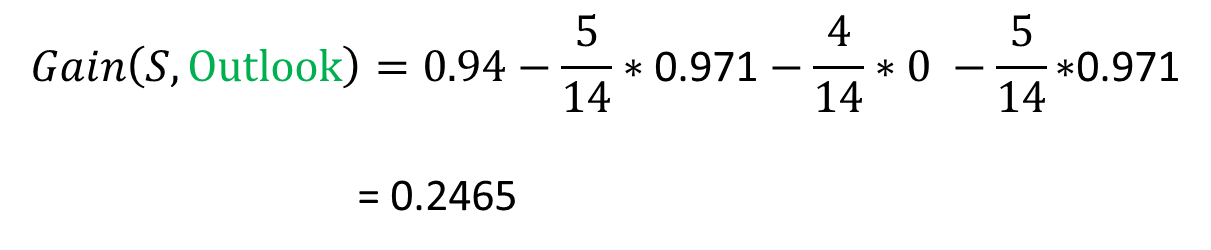 Gain(S, Outlook) = 0.94 − 5/14 * 0.971 − 4/14 * 0 − 5/14 *0.971
= 0.2465